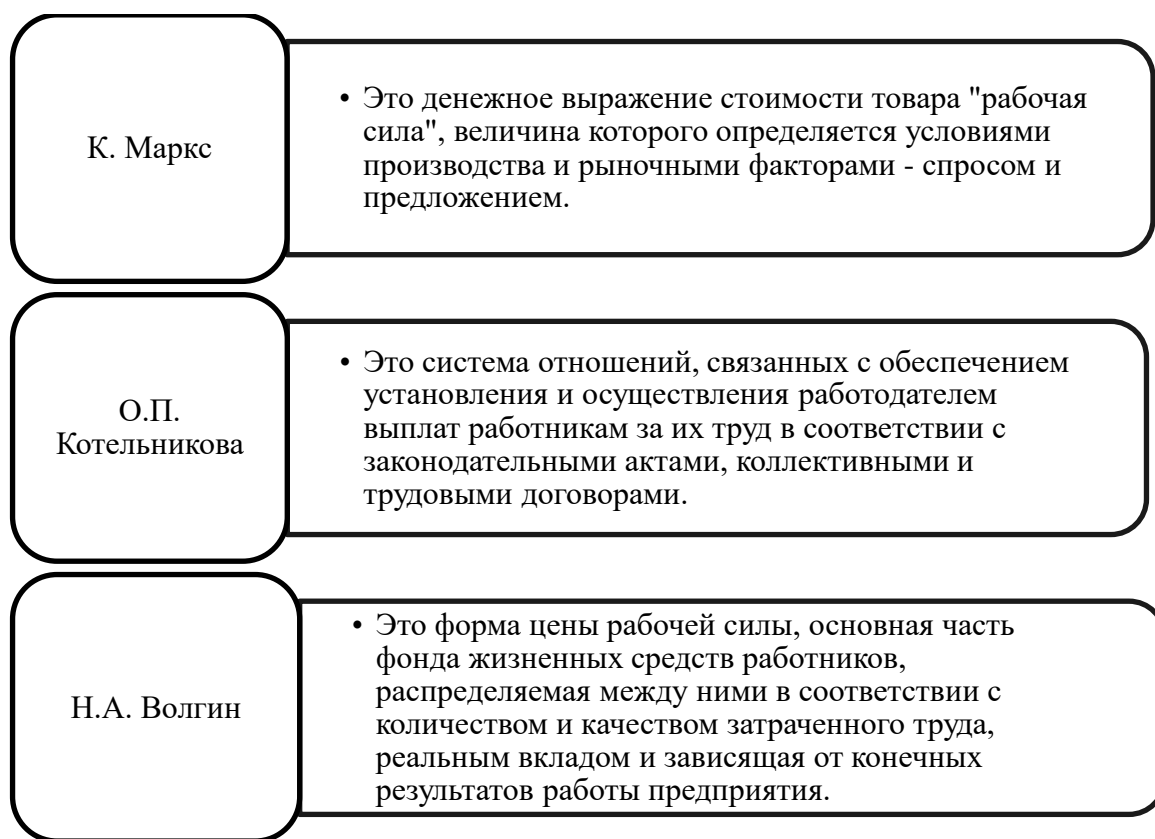 К. Маркс
• Это денежное выражение стоимости товара "рабочая
сила", величина которого определяется условиями
производства и рыночными факторами - спросом и
предложением.
О.П.
Котельникова
• Это система отношений, связанных с обеспечением
установления и осуществления работодателем
выплат работникам за их труд в соответствии с
законодательными актами, коллективными и
трудовыми договорами.
Н.А. Волгин
• Это форма цены рабочей силы, основная часть
фонда жизненных средств работников,
распределяемая между ними в соответствии с
количеством и качеством затраченного труда,
реальным вкладом и зависящая от конечных
результатов работы предприятия.